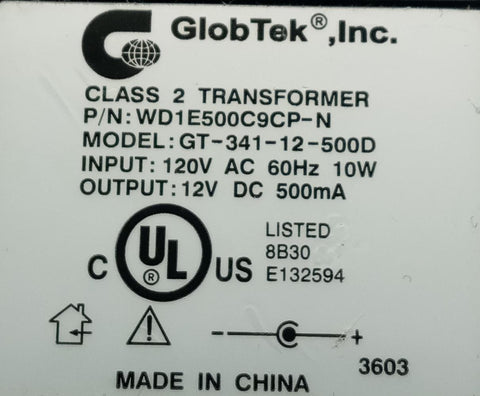 GlobTek®, Inc.
CLASS 2 TRANSFORMER
P/N: WD1E500C9CP-N
MODEL: GT-341-12-500D
INPUT: 120V AC 60Hz 10W
OUTPUT: 12V DC 500mA
C UL® US
LISTED
8B30
E132594
- +
3603
MADE IN CHINA